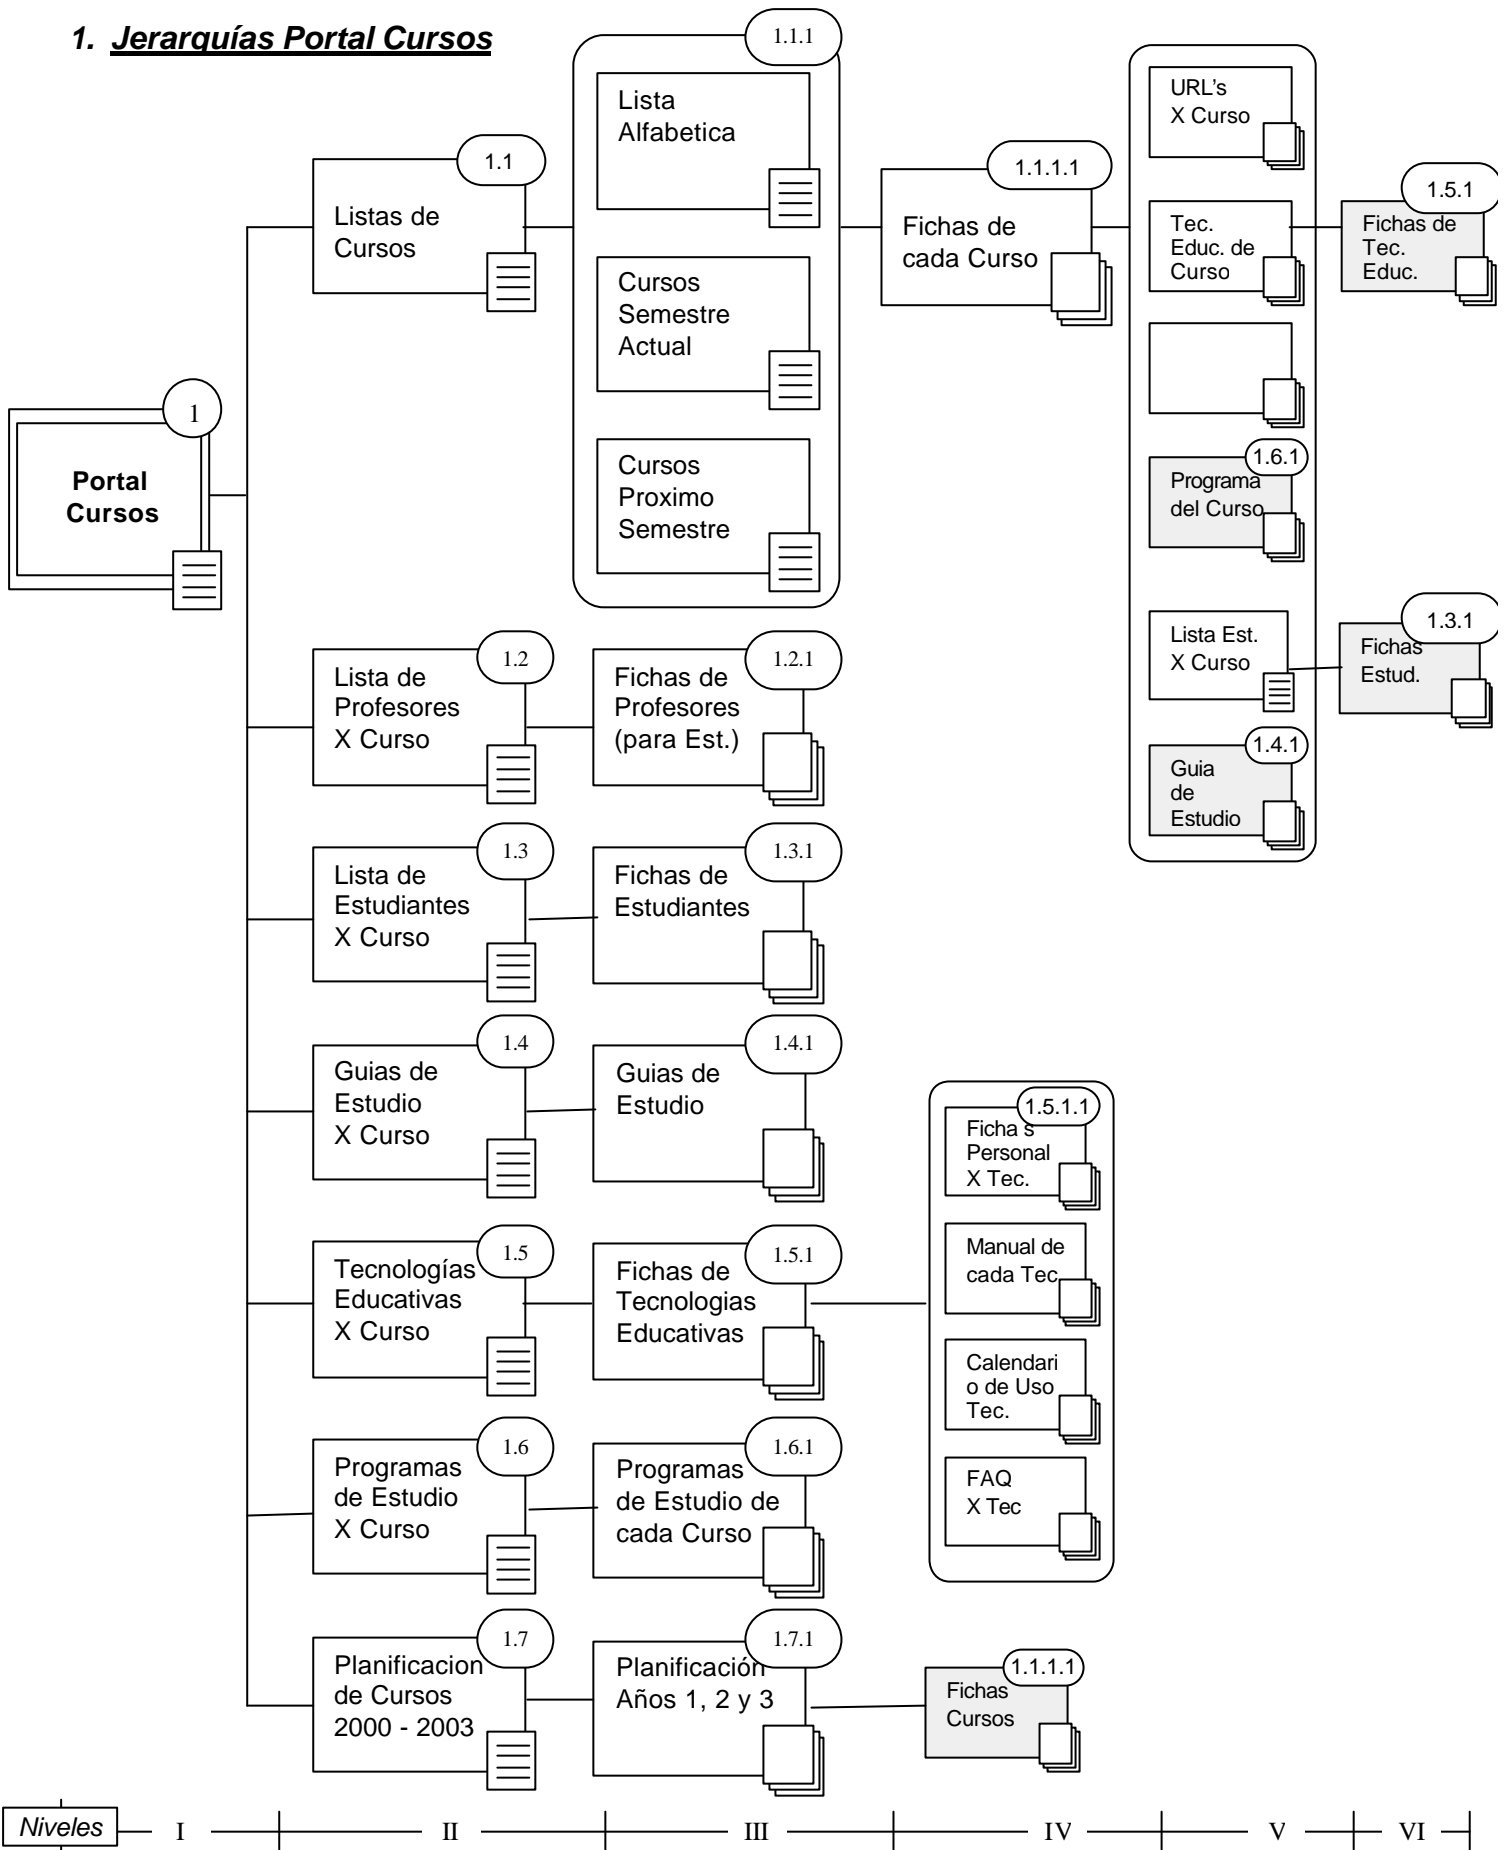 1. Jerarquías Portal Cursos
1
Portal
Cursos
1.1
Listas de
Cursos
1.1.1
Lista
Alfabetica
Cursos
Semestre
Actual
Cursos
Proximo
Semestre
1.1.1.1
Fichas de
cada Curso
URL's
X Curso
Tec.
Educ. de
Curso
1.5.1
Fichas de
Tec.
Educ.
1.6.1
Programa
del Curso
Lista Est.
X Curso
1.3.1
Fichas
Estud.
1.4.1
Guia
de
Estudio
1.2
Lista de
Profesores
X Curso
1.2.1
Fichas de
Profesores
(para Est.)
1.3
Lista de
Estudiantes
X Curso
1.3.1
Fichas de
Estudiantes
1.4
Guias de
Estudio
X Curso
1.4.1
Guias de
Estudio
1.5
Tecnologías
Educativas
X Curso
1.5.1
Fichas de
Tecnologias
Educativas
1.5.1.1
Ficha s
Personal
X Tec.
Manual de
cada Tec
Calendari
o de Uso
Tec.
FAQ
X Tec
1.6
Programas
de Estudio
X Curso
1.6.1
Programas
de Estudio de
cada Curso
1.7
Planificacion
de Cursos
2000 - 2003
1.7.1
Planificación
Años 1, 2 y 3
1.1.1.1
Fichas
Cursos
Niveles I II III IV V VI